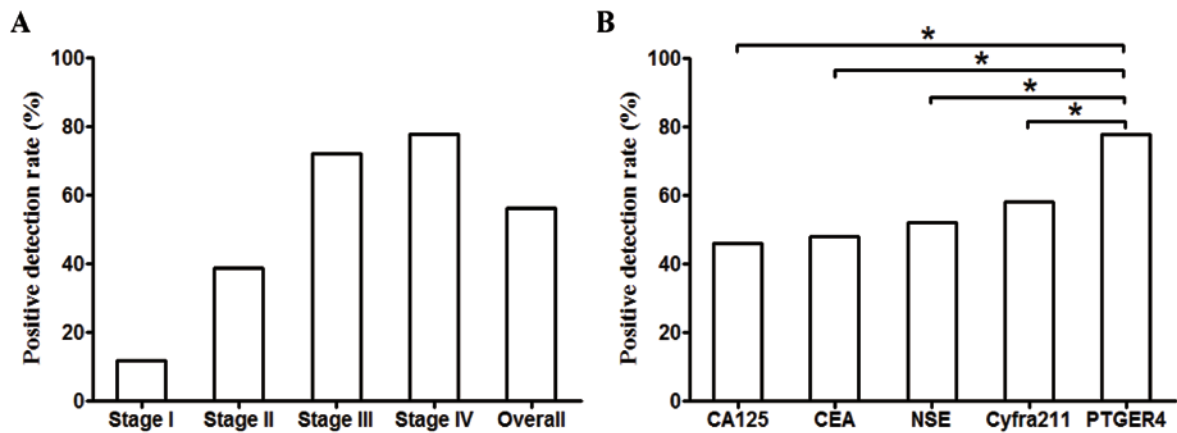 A
Positive detection rate (%)
100
80
60
40
20
0
Stage I Stage II Stage III Stage IV Overall
B
Positive detection rate (%)
100
80
60
40
20
0
*
*
*
*
CA125 CEA NSE Cyfra211 PTGER4